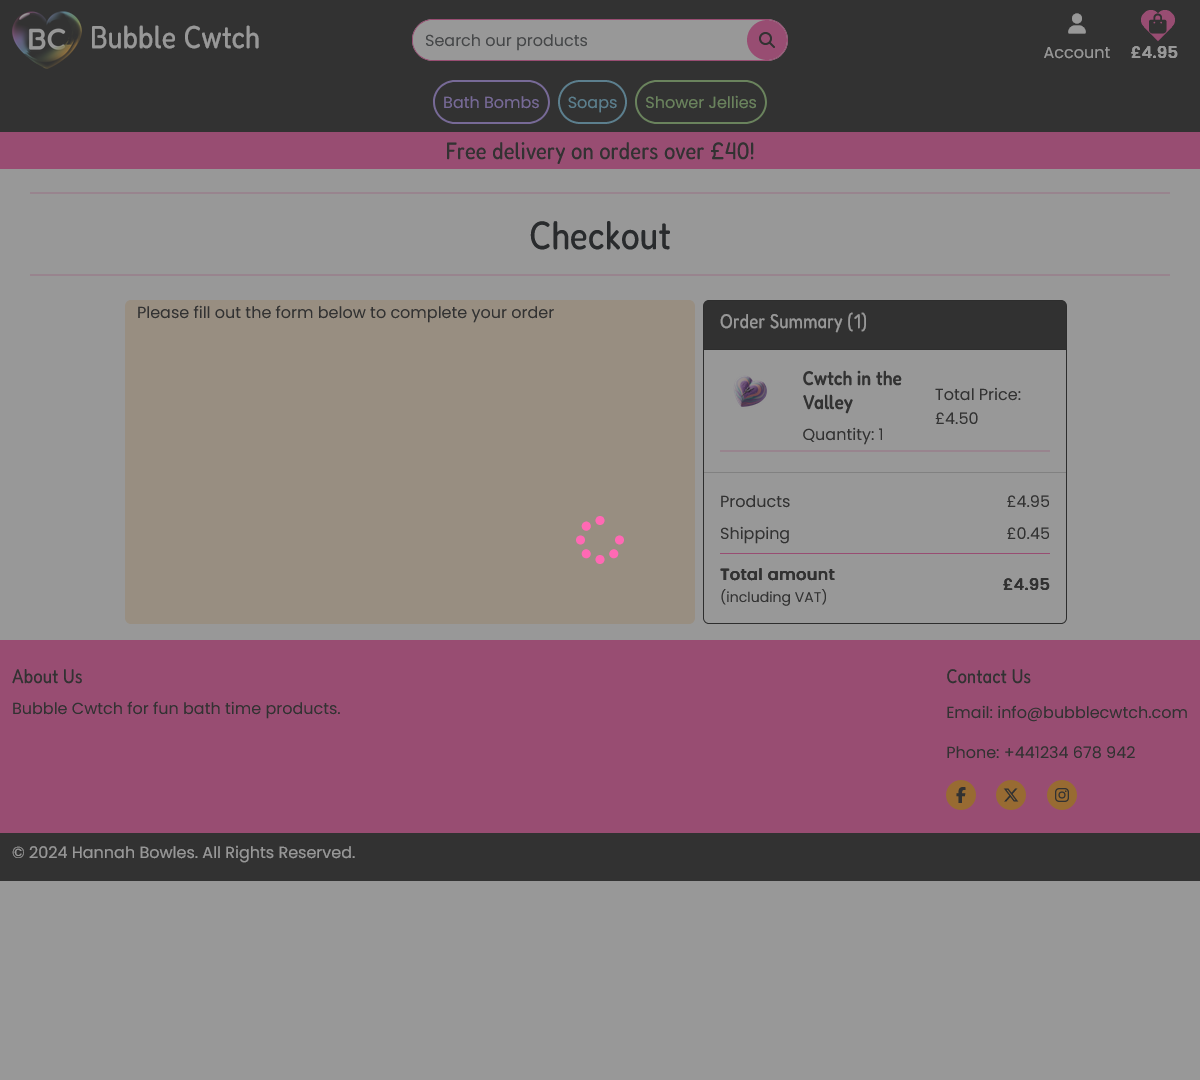 BC Bubble Cwtch
Search our products
Account
£4.95
Bath Bombs
Soaps
Shower Jellies
Free delivery on orders over £40!
Checkout
Please fill out the form below to complete your order
Order Summary (1)
Cwtch in the
Valley
Quantity: 1
Total Price:
£4.50
Products £4.95
Shipping £0.45
Total amount
(including VAT)
£4.95
About Us
Bubble Cwtch for fun bath time products.
Contact Us
Email: info@bubblecwtch.com
Phone: +441234 678 942
© 2024 Hannah Bowles. All Rights Reserved.